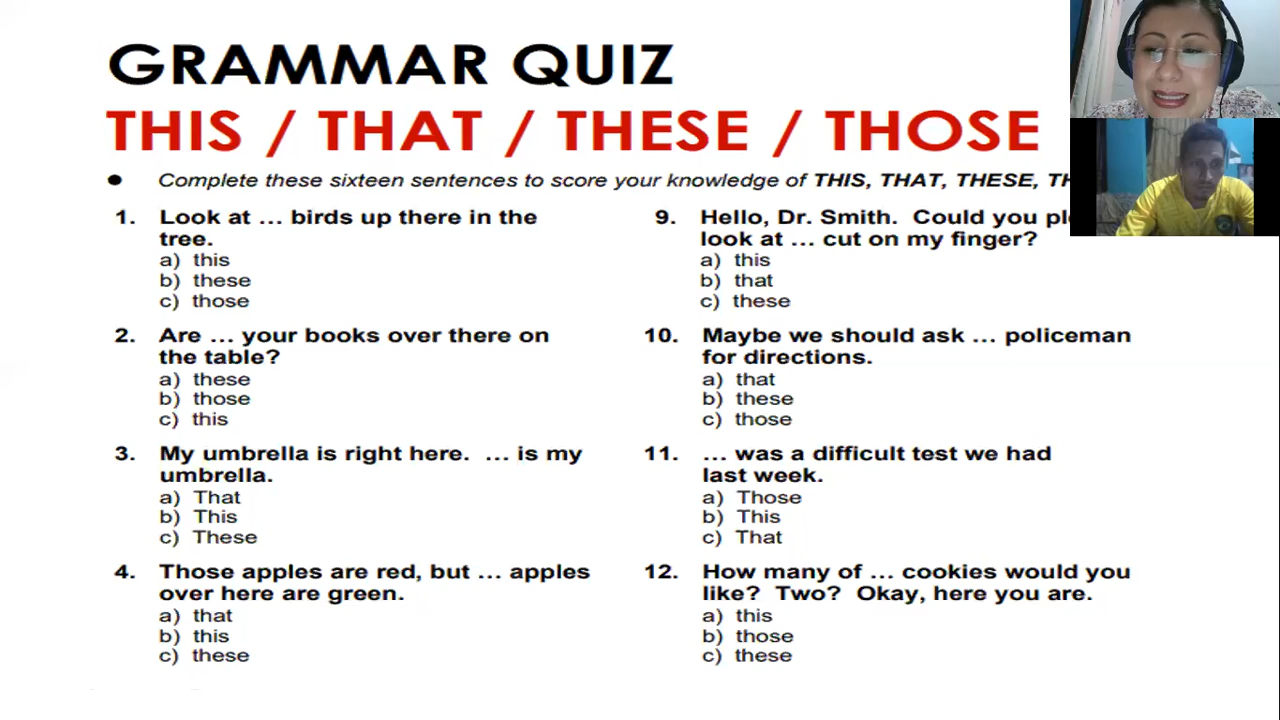 GRAMMAR QUIZ
THIS / THAT / THESE / THOSE
● Complete these sixteen sentences to score your knowledge of THIS, THAT, THESE,
1. Look at … birds up there in the
tree.
a) this
b) these
c) those
2. Are … your books over there on
the table?
a) these
b) those
c) this
3. My umbrella is right here. … is my
umbrella.
a) That
b) This
c) These
4. Those apples are red, but … apples
over here are green.
a) that
b) this
c) these
9. Hello, Dr. Smith. Could you
look at … cut on my finger?
a) this
b) that
c) these
10. Maybe we should ask … policeman
for directions.
a) that
b) these
c) those
11. … was a difficult test we had
last week.
a) Those
b) This
c) That
12. How many of … cookies would you
like? Two? Okay, here you are.
a) this
b) those
c) these